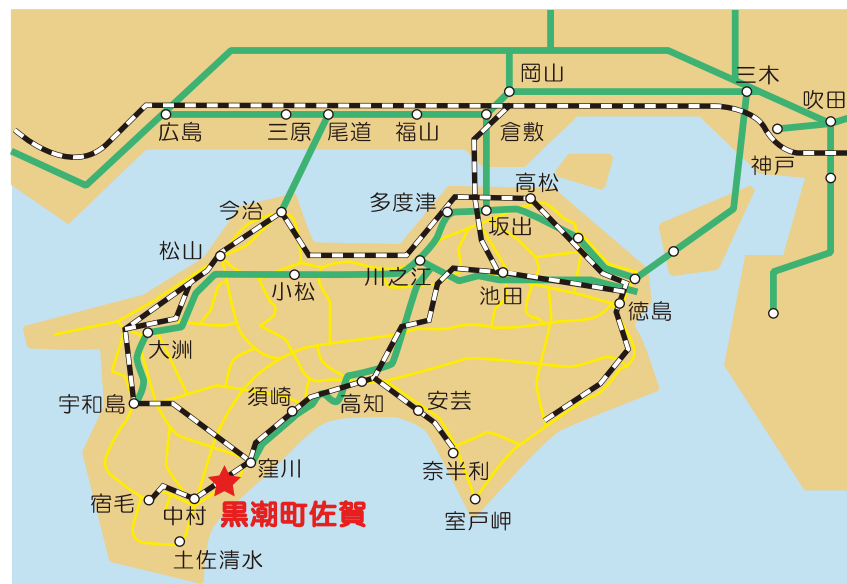 岡山
三木
吹田
広島
三原
尾道
福山
倉敷
神戸
高松
多度津
今治
坂出
松山
川之江
小松
池田
徳島
大洲
宇和島
須崎
高知
安芸
窪川
奈半利
宿毛
中村
黒潮町佐賀
室戸岬
土佐清水